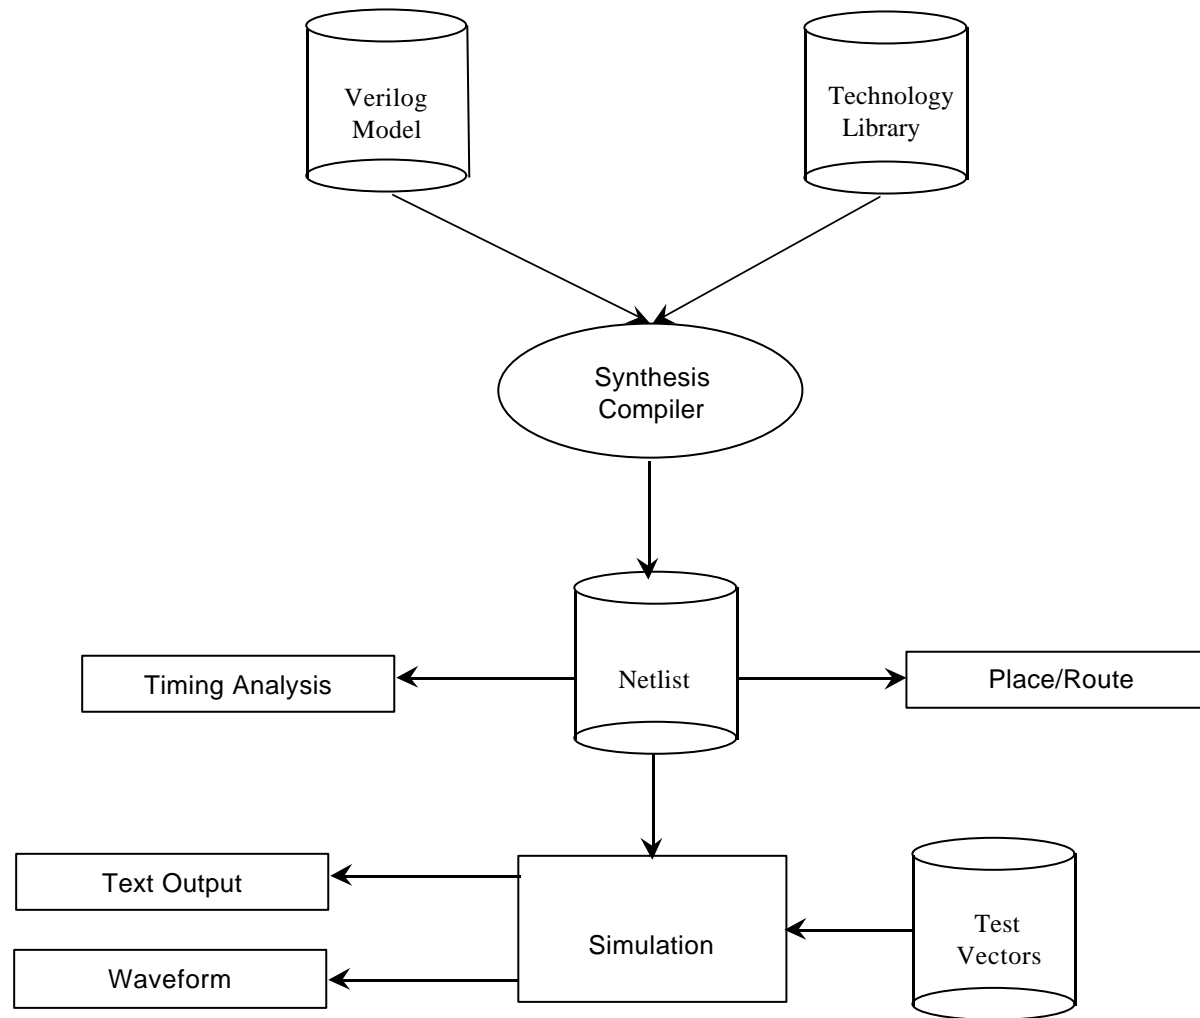 Verilog
Model
Technology
Library
Synthesis
Compiler
Timing Analysis
Netlist
Place/Route
Text Output
Simulation
Waveform
Test
Vectors